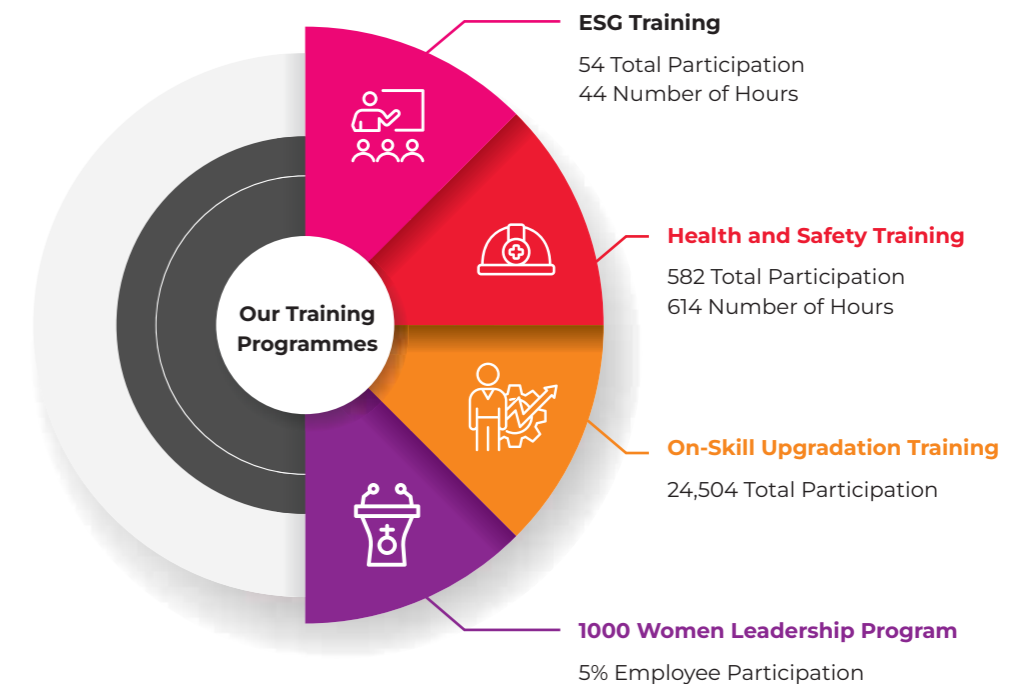 ESG Training
54 Total Participation
44 Number of Hours
Health and Safety Training
582 Total Participation
614 Number of Hours
Our Training
Programmes
On-Skill Upgradation Training
24,504 Total Participation
1000 Women Leadership Program
5% Employee Participation